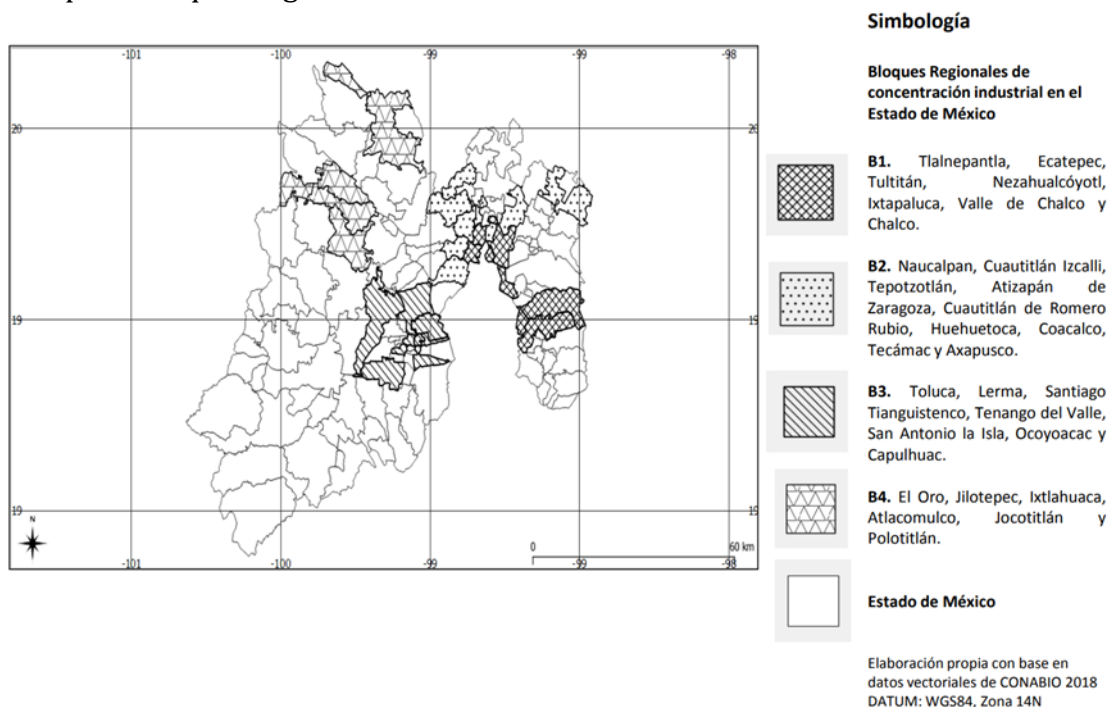 Simbología
Bloques Regionales de
concentración industrial en el
Estado de México
B1. Tlalnepantla, Ecatepec,
Tultitán, Nezahualcóyotl,
Ixtapaluca, Valle de Chalco y
Chalco.
B2. Naucalpan, Cuautitlán Izcalli,
Tepotzotlán, Atizapán de
Zaragoza, Cuautitlán de Romero
Rubio, Huehuetoca, Coacalco,
Tecámac y Axapusco.
B3. Toluca, Lerma, Santiago
Tianguistenco, Tenango del Valle,
San Antonio la Isla, Ocoyoacac y
Capulhuac.
B4. El Oro, Jilotepec, Ixtlahuaca,
Atlacomulco, Jocotitlán y
Polotitlán.
Estado de México
Elaboración propia con base en
datos vectoriales de CONABIO 2018
DATUM: WGS84, Zona 14N
-101 -100 -99 -99 -98
20 20
19 19
19 19
N
0 60 km
-101 -100 -99 -99 -98